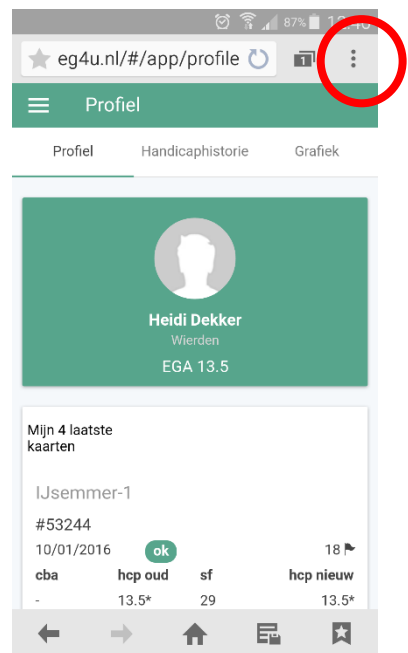 87%
eg4u.nl/#/app/profile
1
Profiel
Profiel Handicaphistorie Grafiek
Heidi Dekker
Wierden
EGA 13.5
Mijn 4 laatste
kaarten
IJsemmer-1
#53244
10/01/2016 ok 18
cba hcp oud sf hcp nieuw
- 13.5* 29 13.5*